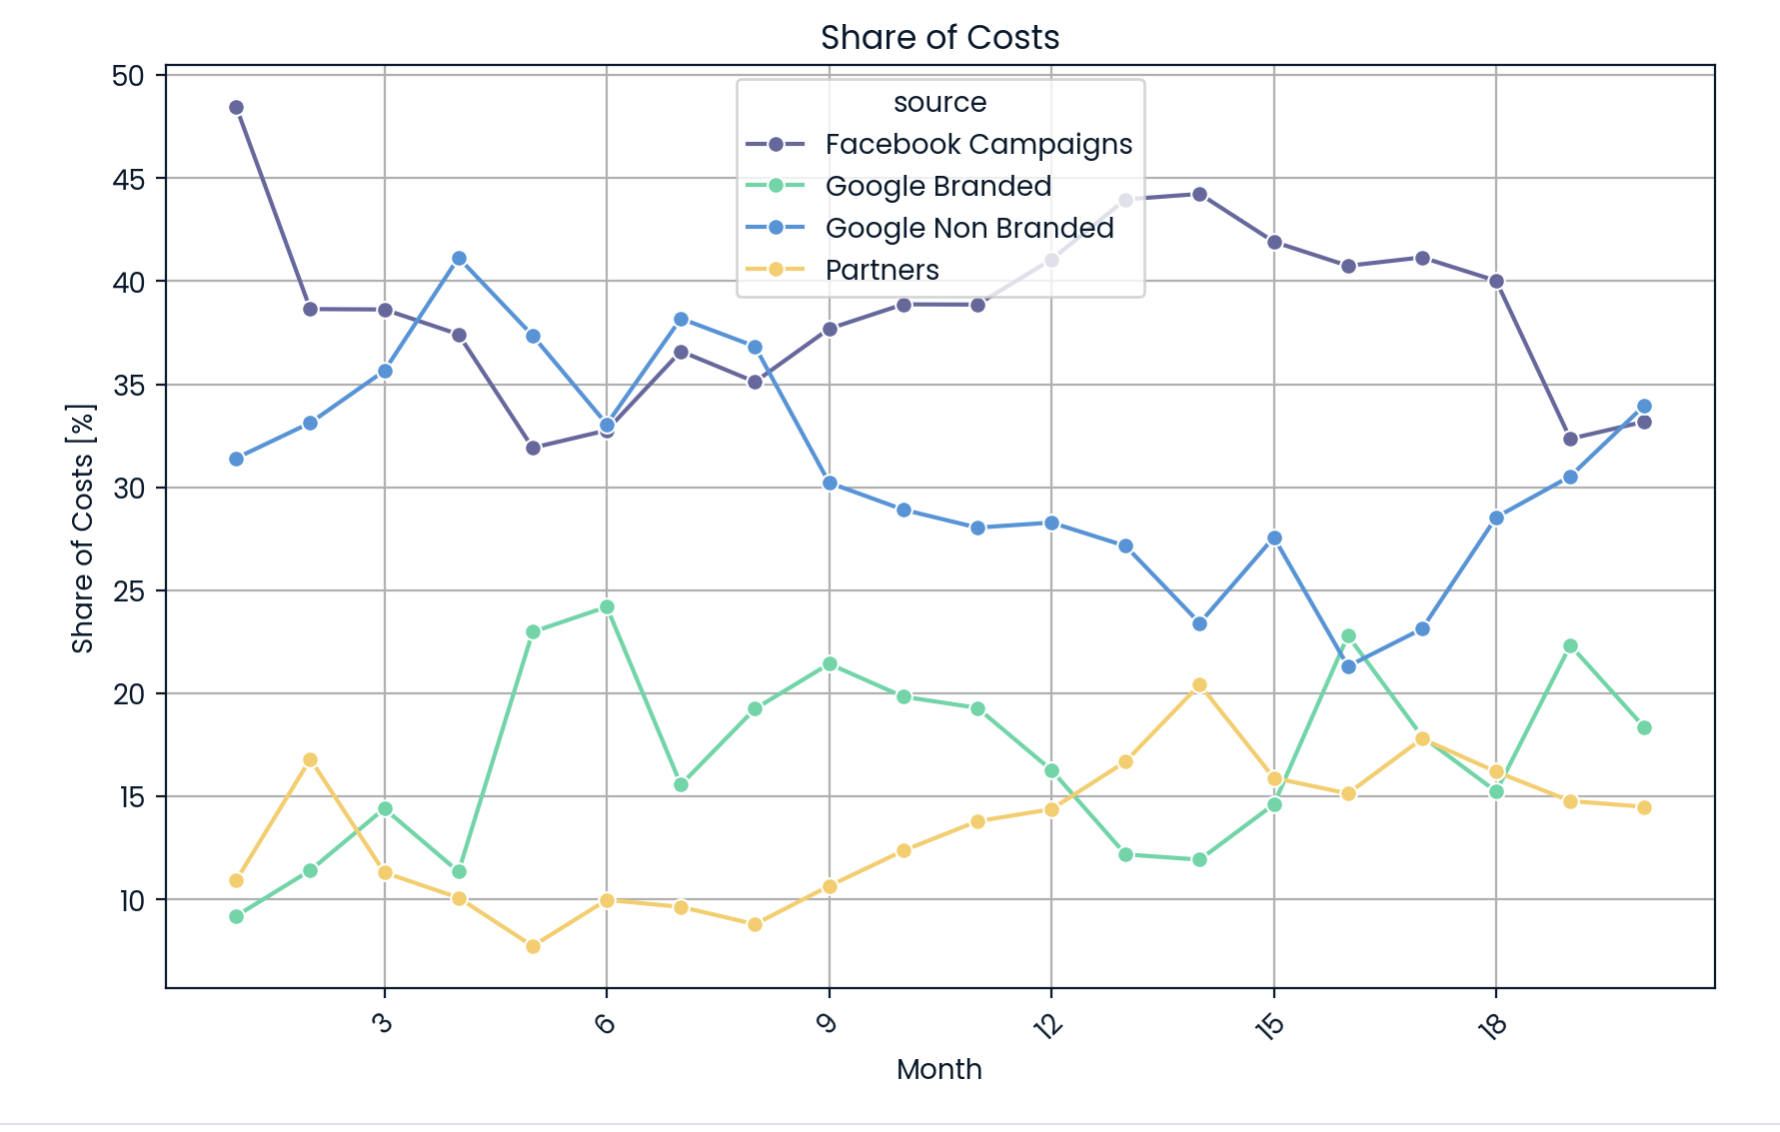 Share of Costs
source
Facebook Campaigns
Google Branded
Google Non Branded
Partners
50
45
40
35
30
25
20
15
10
Share of Costs [%]
3
6
9
12
15
18
Month